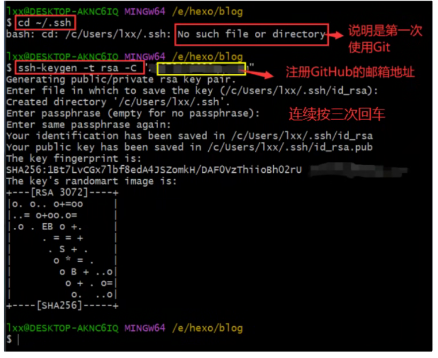 lxx@DESKTOP-AKNC6IQ MINGW64 /e/hexo/blog
$ cd ~/.ssh
bash: cd: /c/Users/lxx/.ssh: No such file or directory
说明是第一次
使用Git
lxx@DESKTOP-AKNC6IQ MINGW64 /e/hexo/blog
$ ssh-keygen -t rsa -C "
注册GitHub的邮箱地址
Generating public/private rsa key pair.
Enter file in which to save the key (/c/Users/lxx/.ssh/id_rsa):
Created directory '/c/Users/lxx/.ssh'.
Enter passphrase (empty for no passphrase):
连续按三次回车
Enter same passphrase again:
Your identification has been saved in /c/Users/lxx/.ssh/id_rsa
Your public key has been saved in /c/Users/lxx/.ssh/id_rsa.pub
The key fingerprint is:
SHA256:1Bt7LvCGx7lbf8edA4JSZomkH/DAF0VzThiioBh02rU
The key's randomart image is:
+---[RSA 3072]----+
|o. o.. o+=oo |
|..= o+oo.o= |
|.o . EB o +. |
| . = = + |
| . S + . |
| o * = . |
| o B + ..o|
| o + . o=|
| o. ..o|
+----[SHA256]-----+
lxx@DESKTOP-AKNC6IQ MINGW64 /e/hexo/blog
$